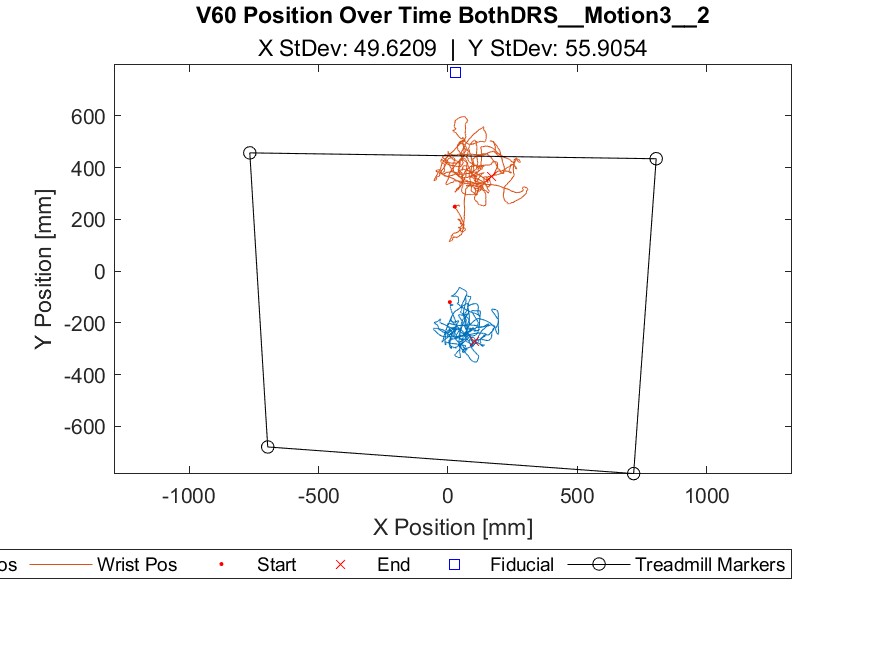 V60 Position Over Time BothDRS__Motion3__2
X StDev: 49.6209 | Y StDev: 55.9054
600
400
200
0
-200
-400
-600
Y Position [mm]
-1000 -500 0 500 1000
X Position [mm]
os Wrist Pos Start End Fiducial Treadmill Markers